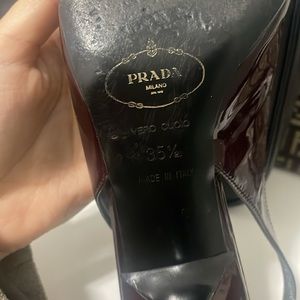 PRADA
MILANO
vero cuoio
35½
MADE IN ITALY